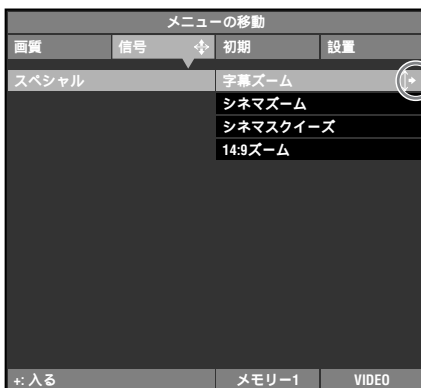 メニューの移動
画質 信号 初期 設置
スペシャル 字幕ズーム
シネマズーム
シネマスクイーズ
14:9ズーム
+: 入る メモリー1 VIDEO